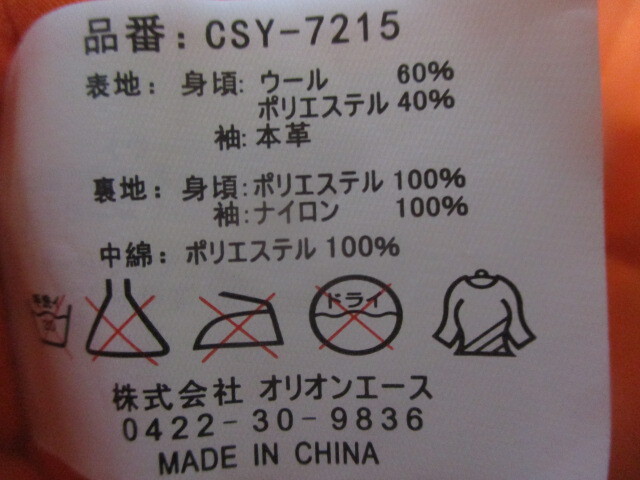 品番: CSY-7215
表地: 身頃: ウール 60%
ポリエステル 40%
袖: 本革
裏地: 身頃: ポリエステル 100%
袖: ナイロン 100%
中綿: ポリエステル 100%
30 ドライ
株式会社 オリオンエース
0422-30-9836
MADE IN CHINA